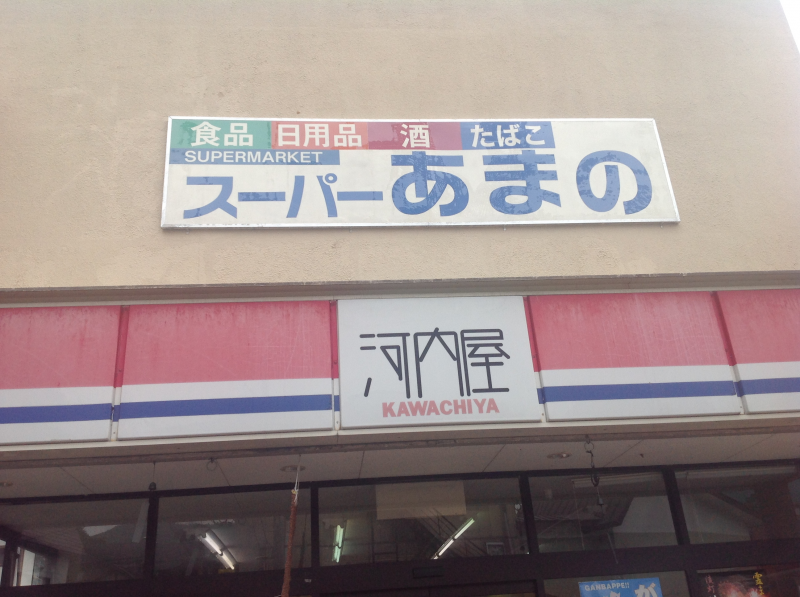 食品 日用品 酒 たばこ
SUPERMARKET
スーパーあまの
河内屋
KAWACHIYA
GANBAPPE!!